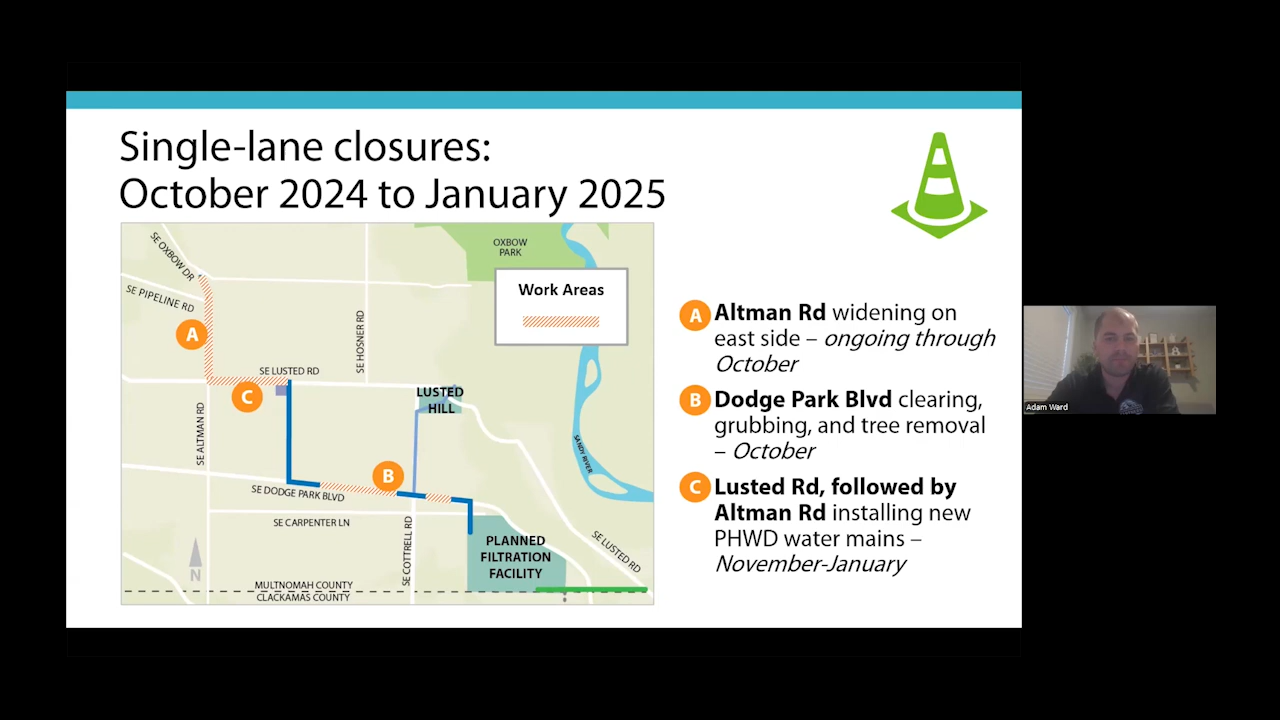 Single-lane closures:
October 2024 to January 2025
SE OXBOW DR
SE PIPELINE RD
OXBOW
PARK
Work Areas
A
SE HOSNER RD
SE LUSTED RD
C
LUSTED
HILL
SE ALTMAN RD
SANDY RIVER
B
SE DODGE PARK BLVD
SE CARPENTER LN
SE COTTRELL RD
PLANNED
FILTRATION
FACILITY
SE LUSTED RD
N
MULTNOMAH COUNTY
CLACKAMAS COUNTY
A Altman Rd widening on
east side – ongoing through
October
B Dodge Park Blvd clearing,
grubbing, and tree removal
– October
C Lusted Rd, followed by
Altman Rd installing new
PHWD water mains –
November-January
Adam Ward